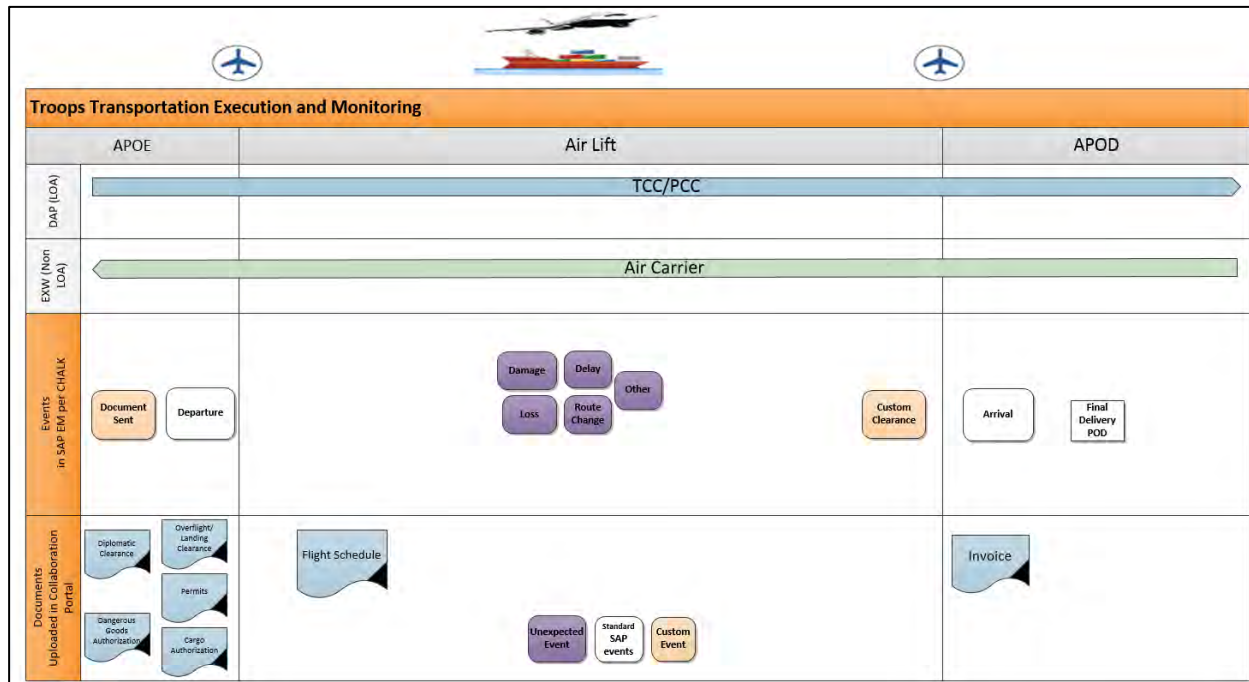 Troops Transportation Execution and Monitoring
APOE
Air Lift
APOD
DAP (LOA)
TCC/PCC
EXW (Non
LOA)
Air Carrier
Events
in SAP EM per CHALK
Document
Sent
Departure
Damage
Delay
Other
Loss
Route
Change
Custom
Clearance
Arrival
Final
Delivery
POD
Documents
Uploaded in Collaboration
Portal
Diplomatic
Clearance
Overflight/
Landing
Clearance
Permits
Dangerous
Goods
Authorization
Cargo
Authorization
Flight Schedule
Invoice
Unexpected
Event
Standard
SAP
events
Custom
Event